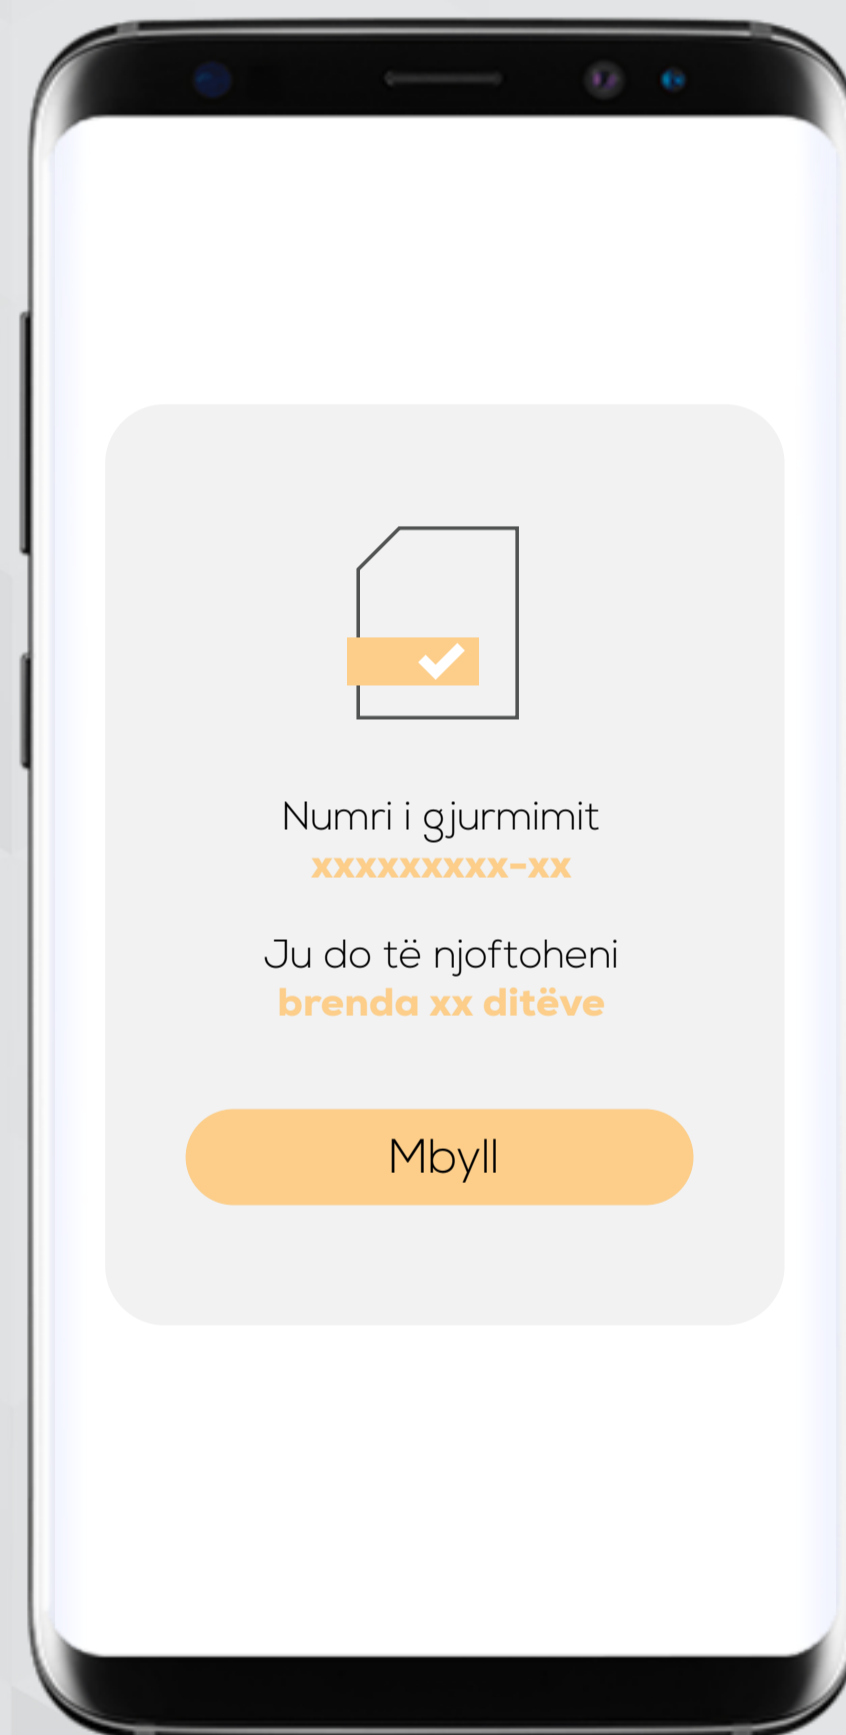 Numri i gjurmimit
xxxxxxxxx-xx
Ju do të njoftoheni
brenda xx ditëve
Mbyll